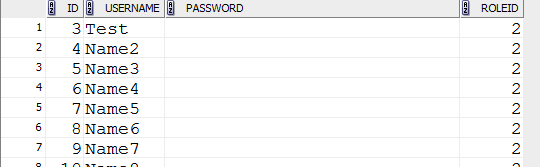 ID USERNAME PASSWORD ROLEID
1 3 Test 2
2 4 Name2 2
3 5 Name3 2
4 6 Name4 2
5 7 Name5 2
6 8 Name6 2
7 9 Name7 2